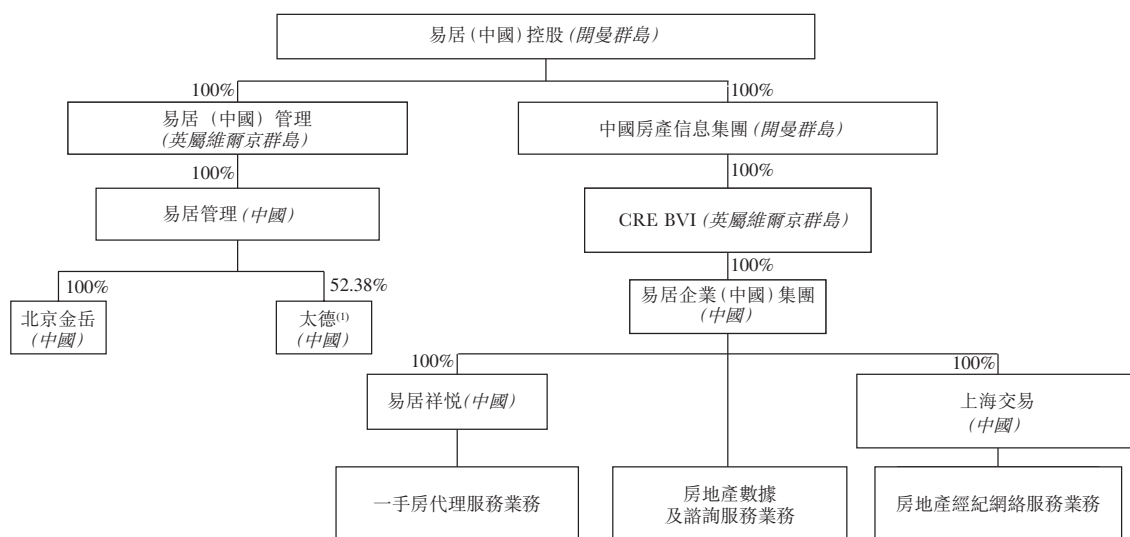 易居(中國)控股(開曼群島)
100%
100%
易居（中國）管理
(英屬維爾京群島)
中國房產信息集團(開曼群島)
100%
100%
易居管理(中國)
CRE BVI (英屬維爾京群島)
100%
100%
52.38%
易居企業(中國)集團
(中國)
北京金岳
(中國)
太德(1)
(中國)
100%
100%
易居祥悦(中國)
上海交易
(中國)
一手房代理服務業務
房地產數據
及諮詢服務業務
房地產經紀網絡服務業務